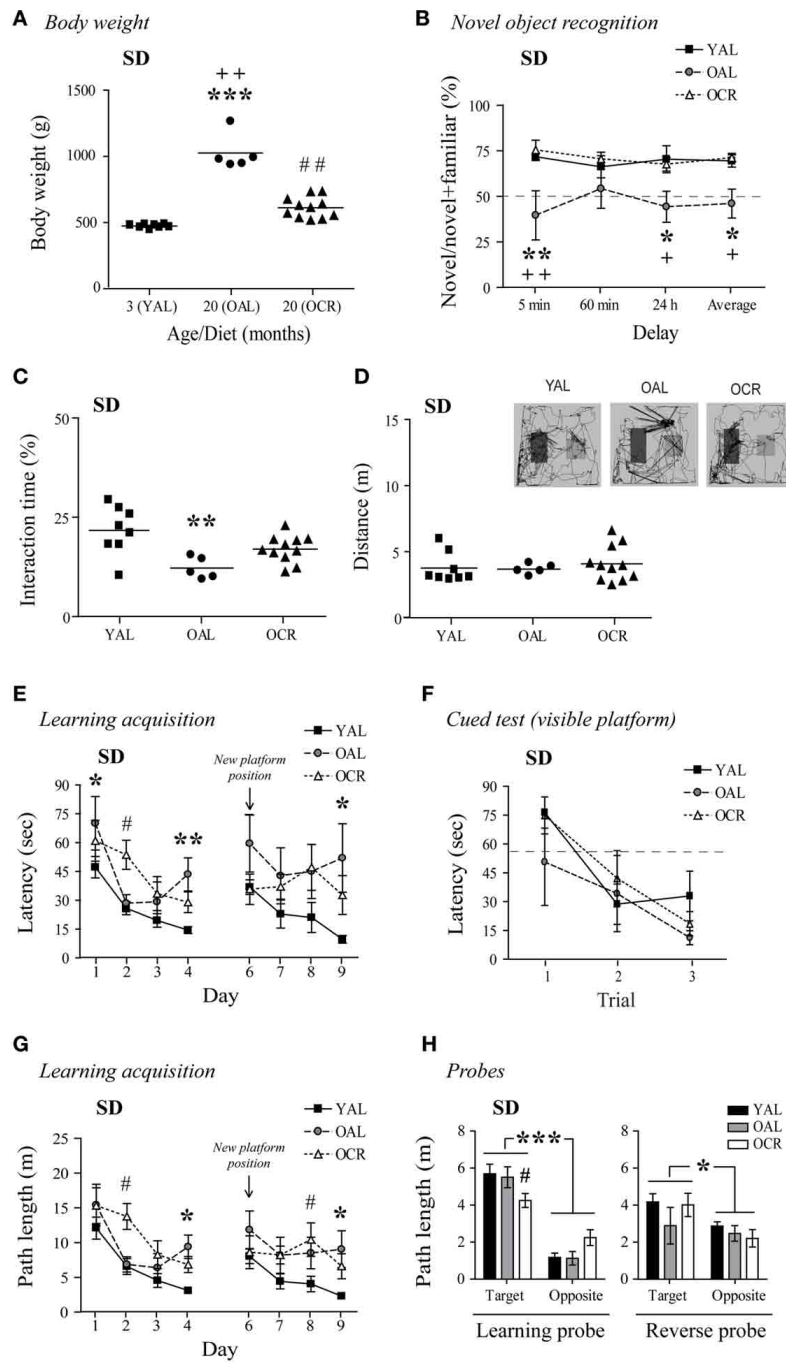 A Body weight
SD
++
***
##
1500
1000
500
0
Body weight (g)
3 (YAL) 20 (OAL) 20 (OCR)
Age/Diet (months)
B Novel object recognition
SD
YAL
OAL
OCR
100
75
50
25
0
Novel/novel+familiar (%)
** * *
++ + +
5 min 60 min 24 h Average
Delay
C
SD
50
25
0
Interaction time (%)
**
YAL OAL OCR
D
SD
YAL OAL OCR
15
10
5
0
Distance (m)
YAL OAL OCR
E Learning acquisition
SD
YAL
OAL
OCR
New platform
position
* # ** *
90
75
60
45
30
15
0
Latency (sec)
1 2 3 4 6 7 8 9
Day
F Cued test (visible platform)
SD
YAL
OAL
OCR
90
75
60
45
30
15
0
Latency (sec)
1 2 3
Trial
G Learning acquisition
SD
YAL
OAL
OCR
New platform
position
# * # *
25
20
15
10
5
0
Path length (m)
1 2 3 4 6 7 8 9
Day
H Probes
SD
YAL
OAL
OCR
*** *
#
8
6
4
2
0
Path length (m)
8
6
4
2
0
Target Opposite Target Opposite
Learning probe Reverse probe